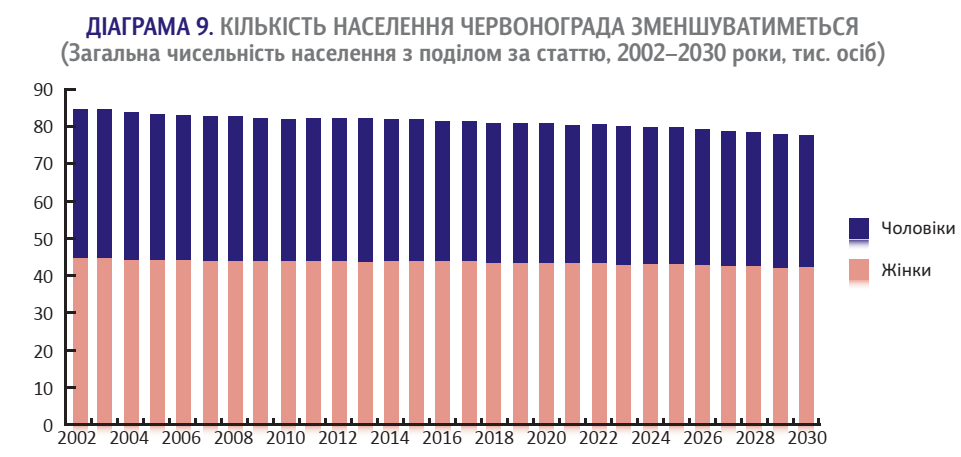 ДІАГРАМА 9. КІЛЬКІСТЬ НАСЕЛЕННЯ ЧЕРВОНОГРАДА ЗМЕНШУВАТИМЕТЬСЯ
(Загальна чисельність населення з поділом за статтю, 2002–2030 роки, тис. осіб)
90
80
70
60
50
40
30
20
10
0
Чоловіки
Жінки
2002 2004 2006 2008 2010 2012 2014 2016 2018 2020 2022 2024 2026 2028 2030